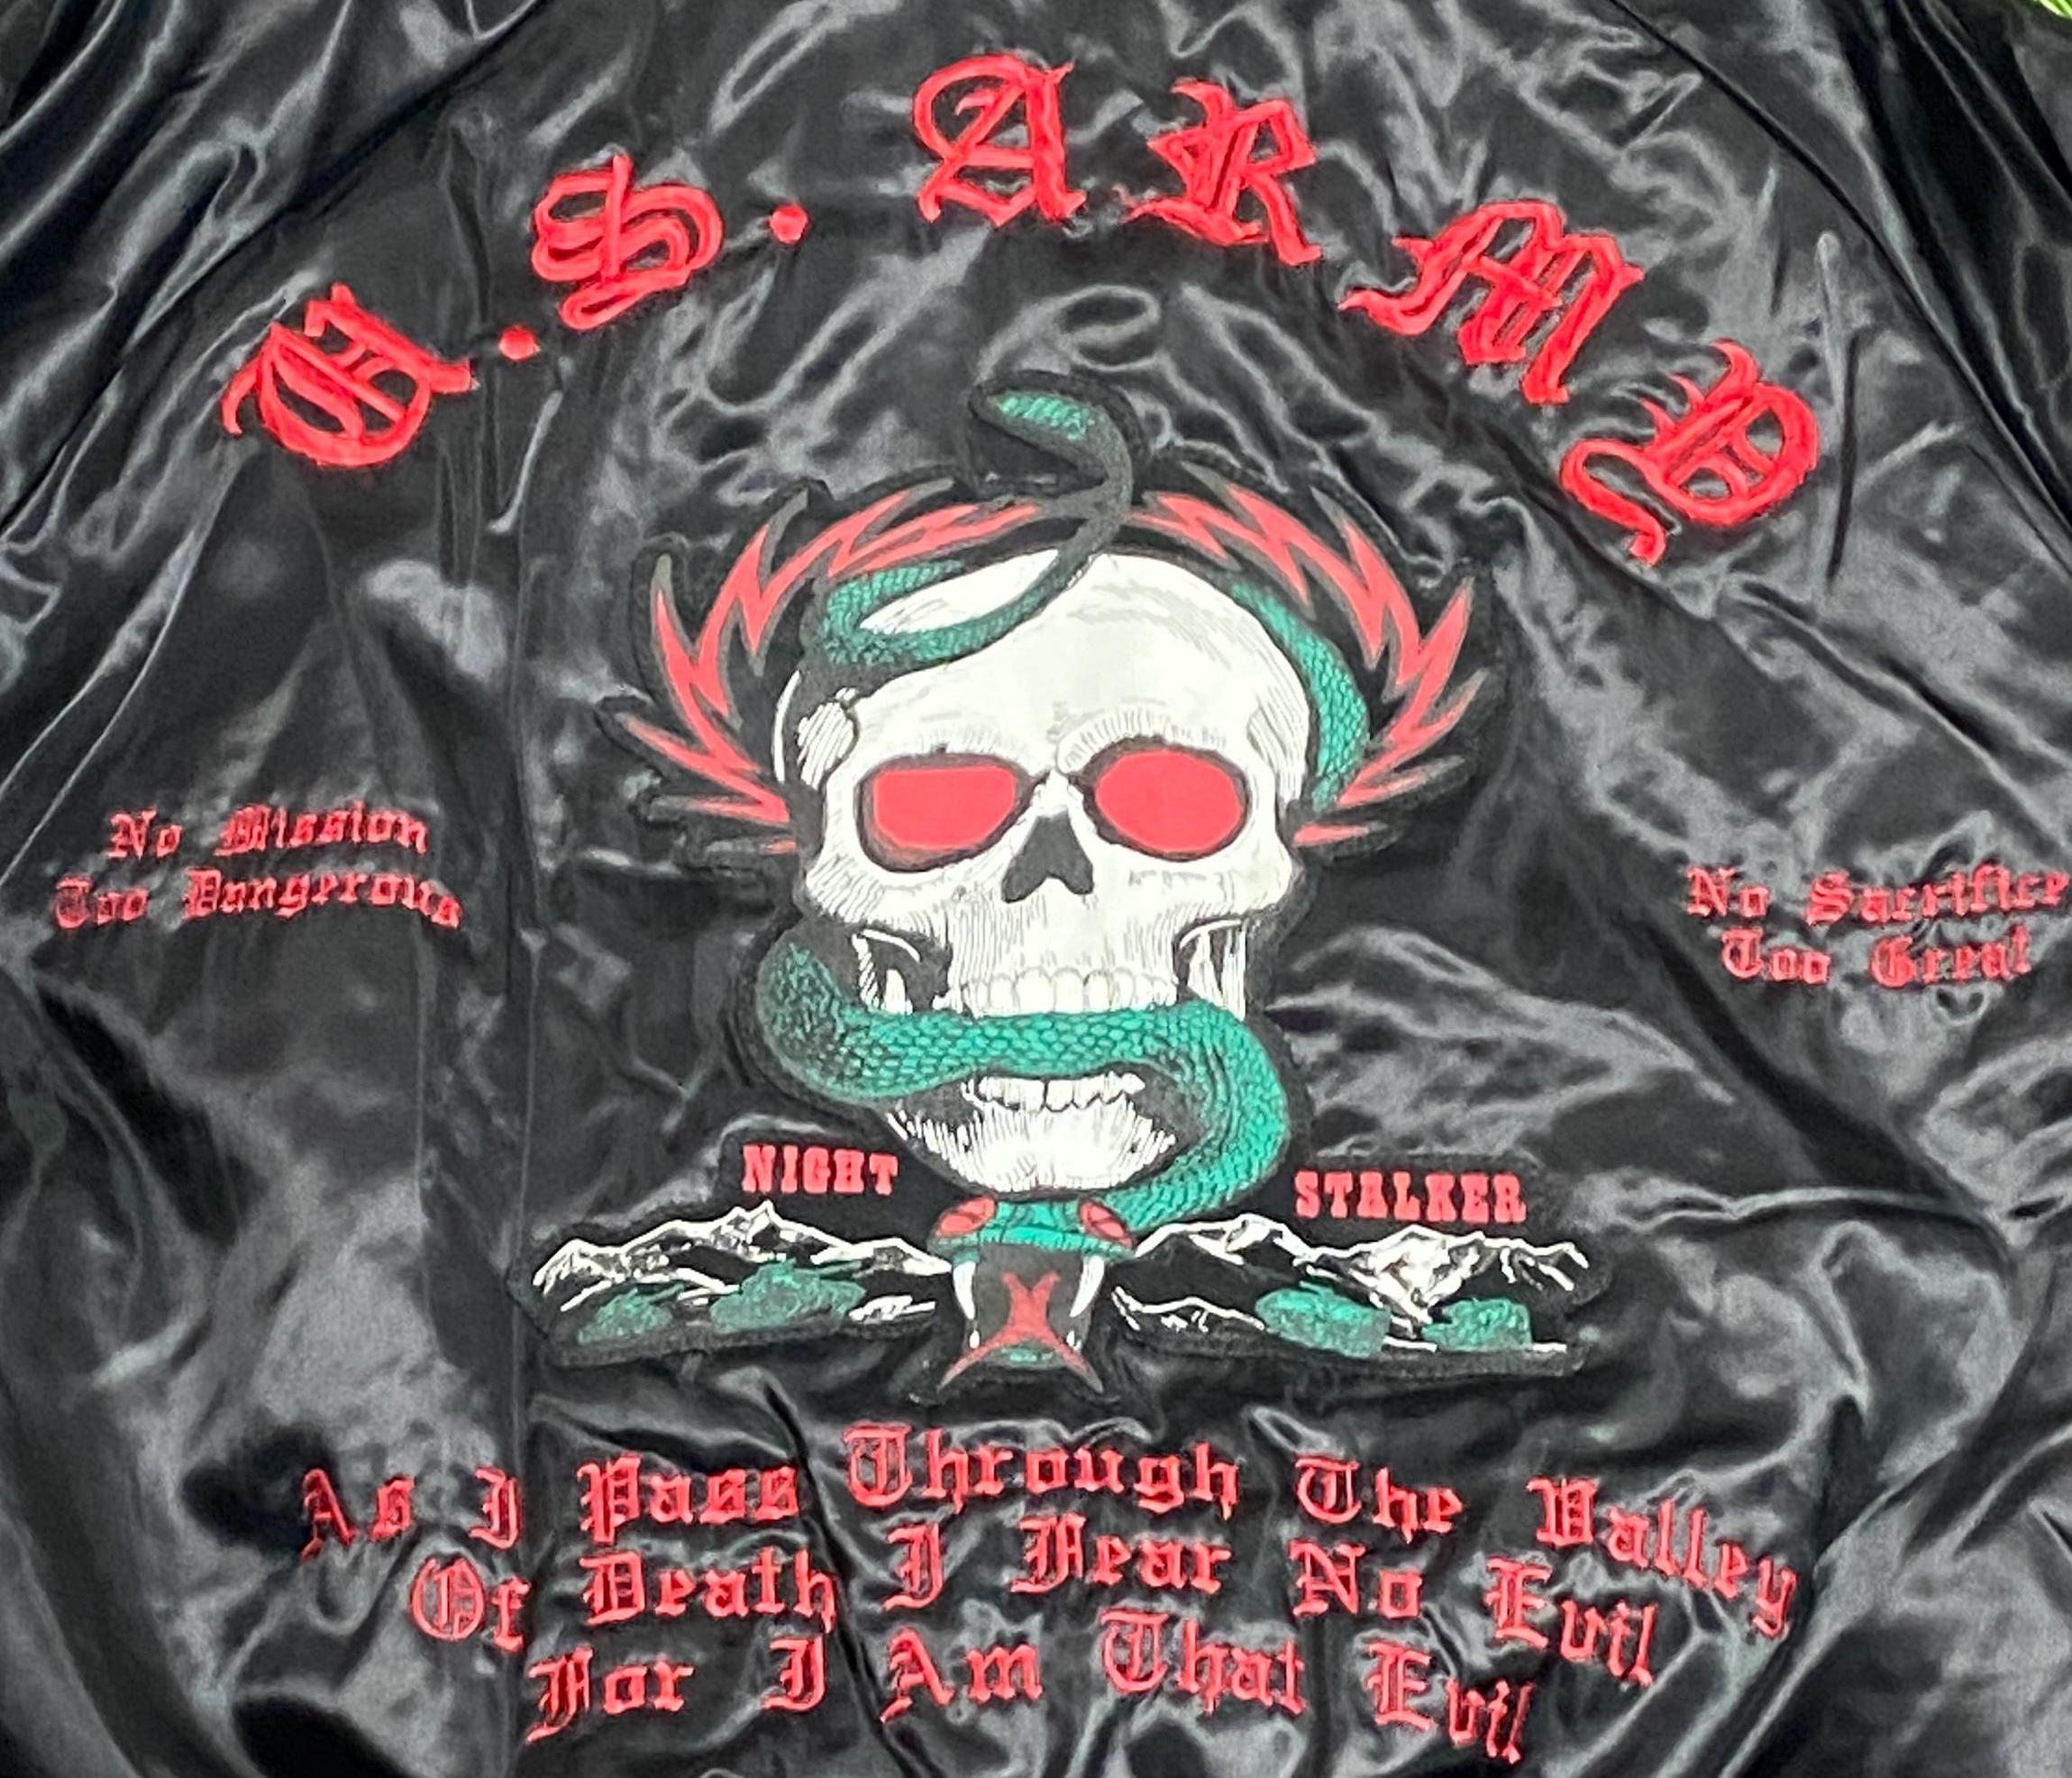 U.S. ARMY
No Mission
Too Dangerous
No Sacrifice
Too Great
NIGHT STALKER
As I Pass Through The Valley
Of Death I Fear No Evil
For I Am That Evil